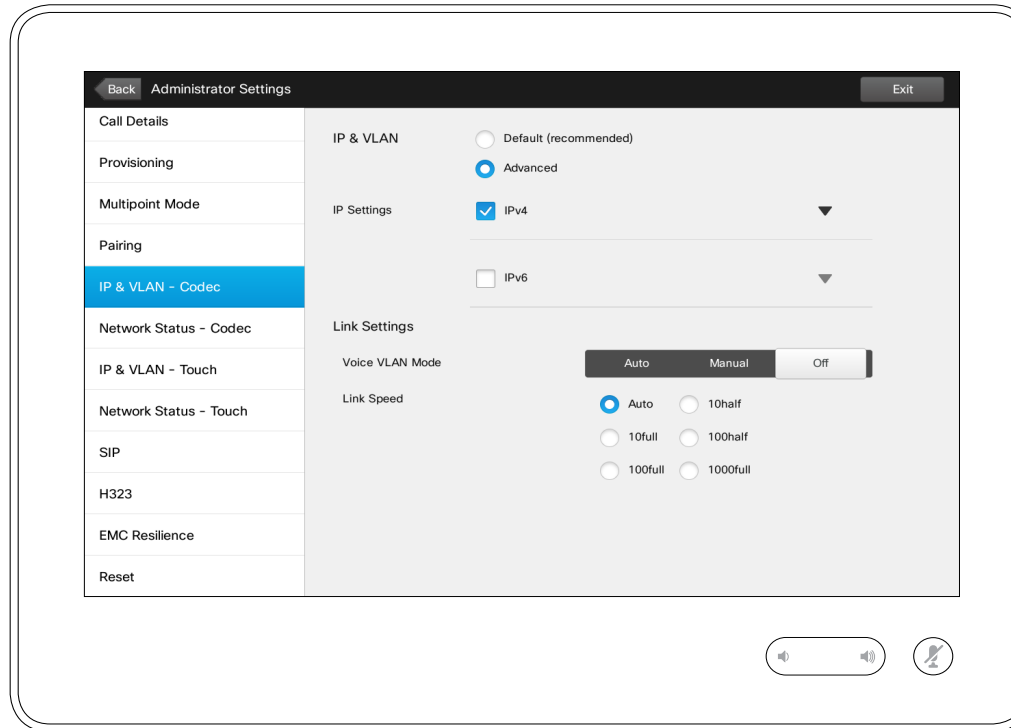 Back Administrator Settings Exit
Call Details
Provisioning
Multipoint Mode
Pairing
IP & VLAN - Codec
Network Status - Codec
IP & VLAN - Touch
Network Status - Touch
SIP
H323
EMC Resilience
Reset
IP & VLAN Default (recommended)
Advanced
IP Settings IPv4
IPv6
Link Settings
Voice VLAN Mode Auto Manual Off
Link Speed Auto 10half
10full 100half
100full 1000full